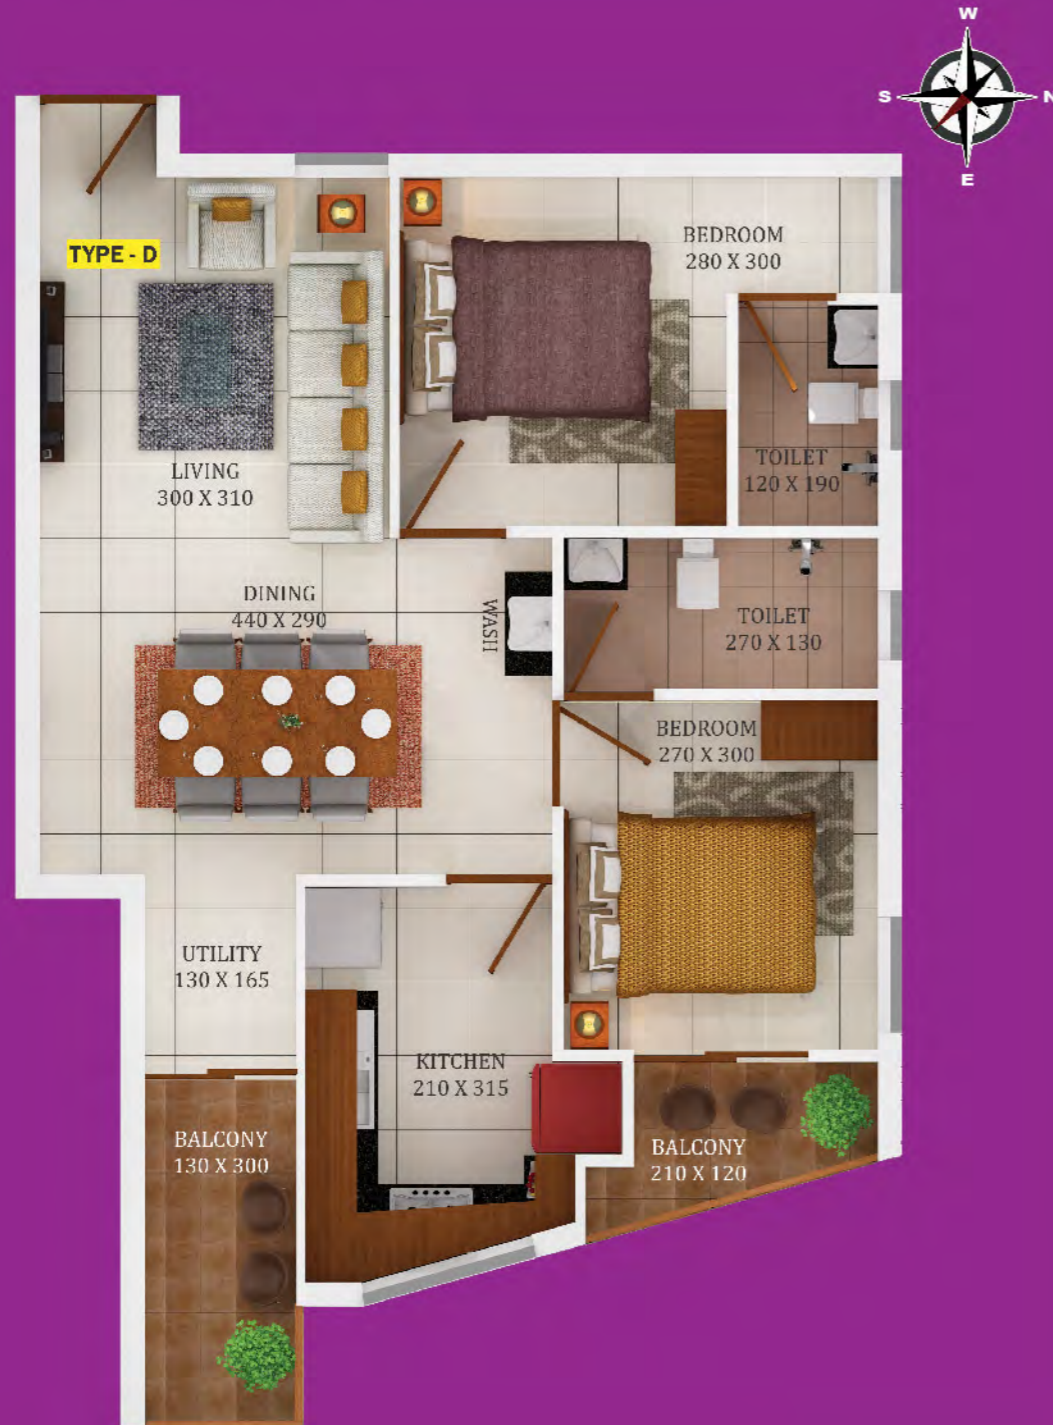 W
S
N
E
TYPE - D
BEDROOM
280 X 300
LIVING
300 X 310
TOILET
120 X 190
DINING
440 X 290
WASH
TOILET
270 X 130
BEDROOM
270 X 300
UTILITY
130 X 165
KITCHEN
210 X 315
BALCONY
130 X 300
BALCONY
210 X 120